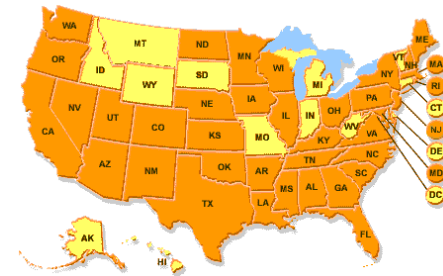 WA
MT
ND
MN
ME
VT
NH
MA
OR
ID
WY
SD
WI
MI
NY
RI
CT
NV
UT
CO
NE
IA
IL
IN
OH
PA
NJ
DE
CA
KS
MO
KY
WV
VA
MD
DC
AZ
NM
OK
AR
TN
NC
SC
TX
LA
MS
AL
GA
FL
AK
HI